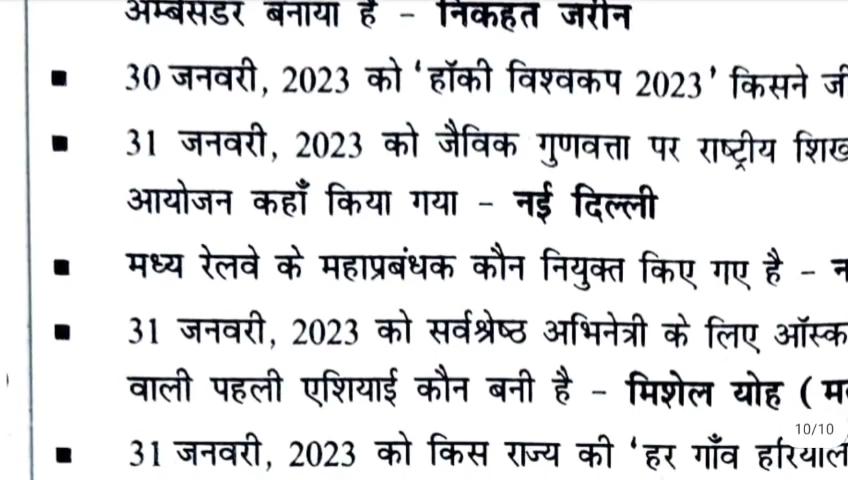 अम्बेसडर बनाया है - निकहत जरीन
■ 30 जनवरी, 2023 को 'हॉकी विश्वकप 2023' किसने
■ 31 जनवरी, 2023 को जैविक गुणवत्ता पर राष्ट्रीय
आयोजन कहाँ किया गया - नई दिल्ली
■ मध्य रेलवे के महाप्रबंधक कौन नियुक्त किए गए है -
■ 31 जनवरी, 2023 को सर्वश्रेष्ठ अभिनेत्री के लिए
वाली पहली एशियाई कौन बनी है - मिशेल योह (
10/10
■ 31 जनवरी, 2023 को किस राज्य की 'हर गाँव